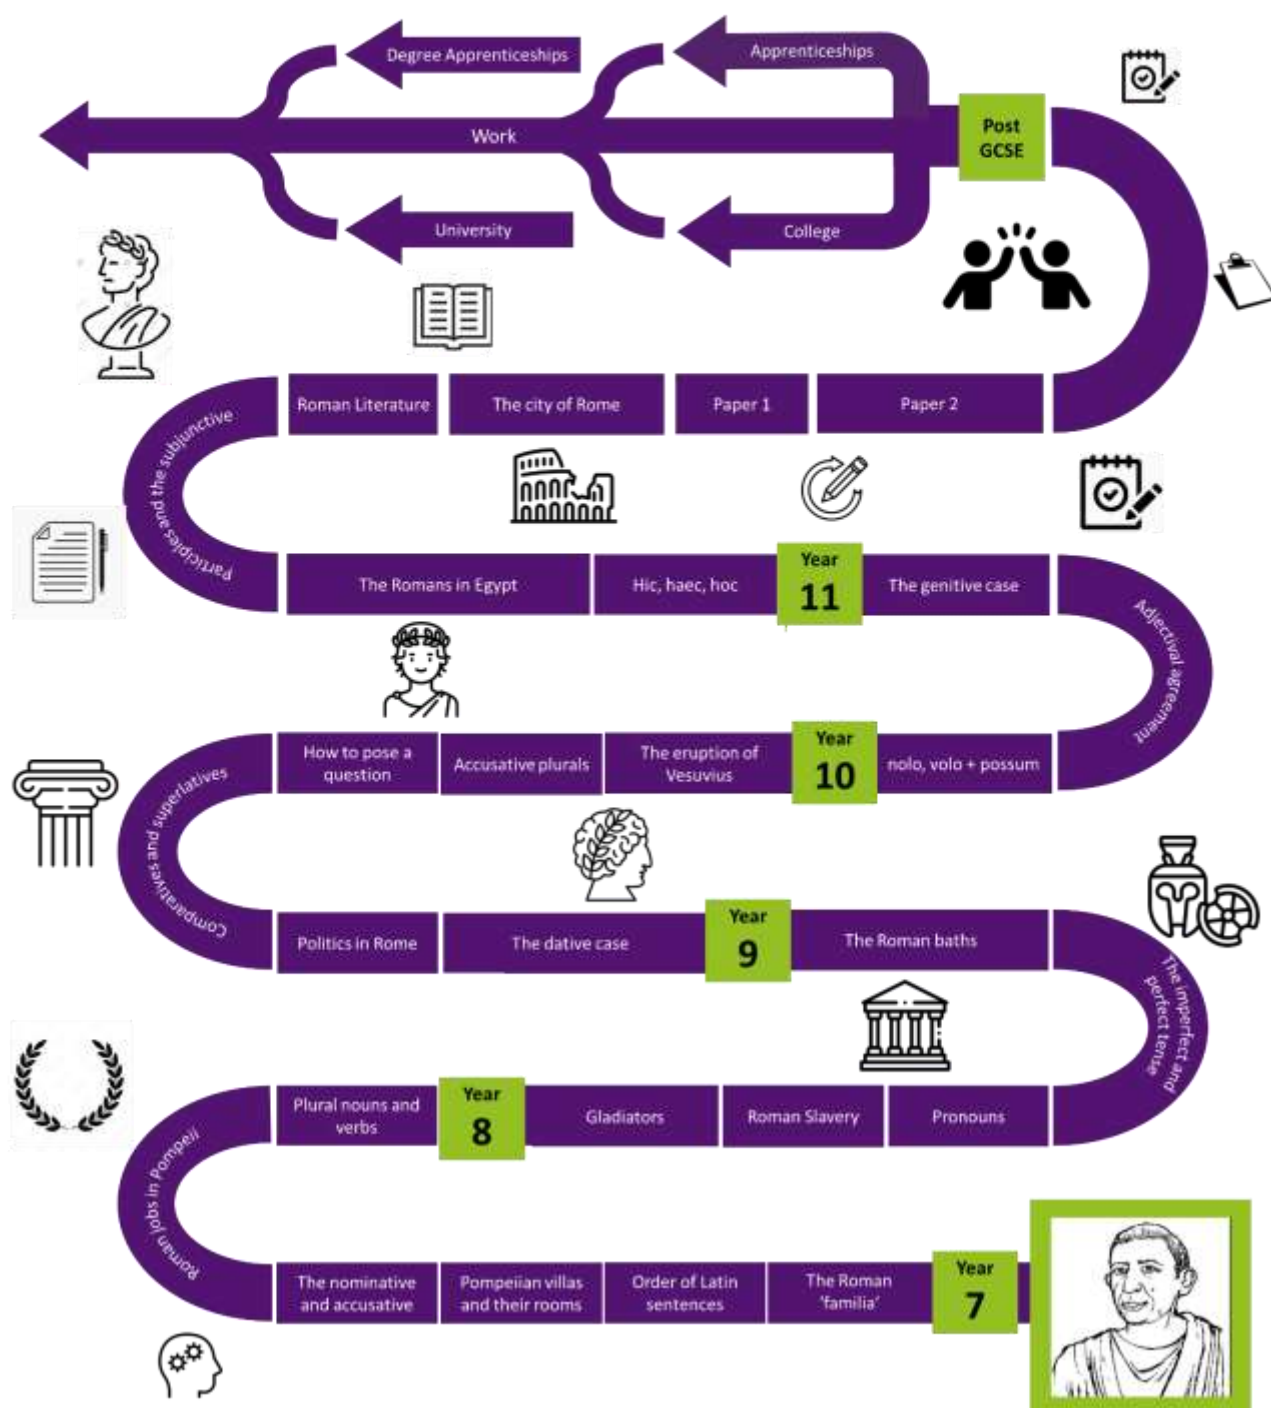 Degree Apprenticeships
Apprenticeships
Work
Post
GCSE
University
College
Roman Literature
The city of Rome
Paper 1
Paper 2
Participles and the subjunctive
The Romans in Egypt
Hic, haec, hoc
Year
11
The genitive case
Adjectival agreement
How to pose a
question
Accusative plurals
The eruption of
Vesuvius
Year
10
nolo, volo + possum
Comparatives and superlatives
Politics in Rome
The dative case
Year
9
The Roman baths
The imperfect and
perfect tense
Plural nouns and
verbs
Year
8
Gladiators
Roman Slavery
Pronouns
Roman jobs in Pompeii
The nominative
and accusative
Pompeiian villas
and their rooms
Order of Latin
sentences
The Roman
'familia'
Year
7